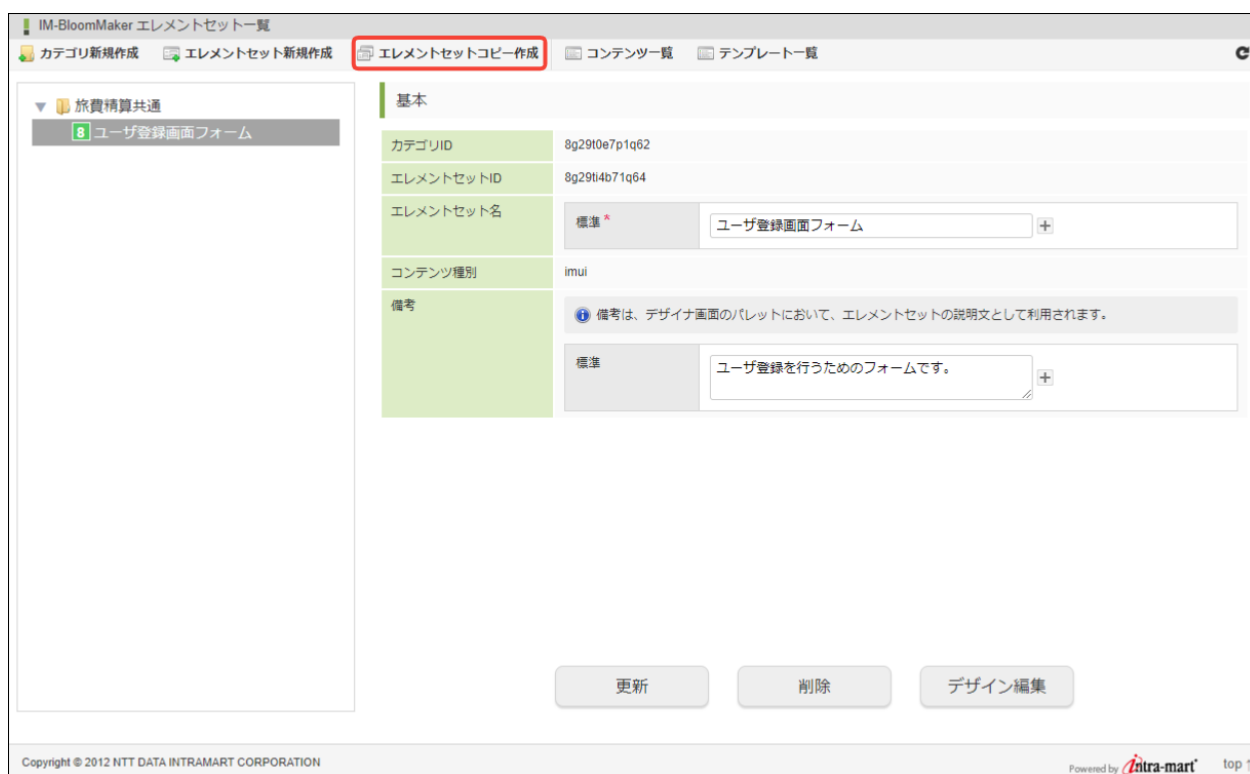 IM-BloomMaker エレメントセット一覧
カテゴリ新規作成 エレメントセット新規作成 エレメントセットコピー作成 コンテンツ一覧 テンプレート一覧
旅費精算共通
8 ユーザ登録画面フォーム
基本
カテゴリID 8g29t0e7p1q62
エレメントセットID 8g29ti4b71q64
エレメントセット名 標準* ユーザ登録画面フォーム
コンテンツ種別 imui
備考 備考は、デザイナ画面のパレットにおいて、エレメントセットの説明文として利用されます。
標準 ユーザ登録を行うためのフォームです。
更新 削除 デザイン編集
Copyright © 2012 NTT DATA INTRAMART CORPORATION Powered by intra-mart top ↑